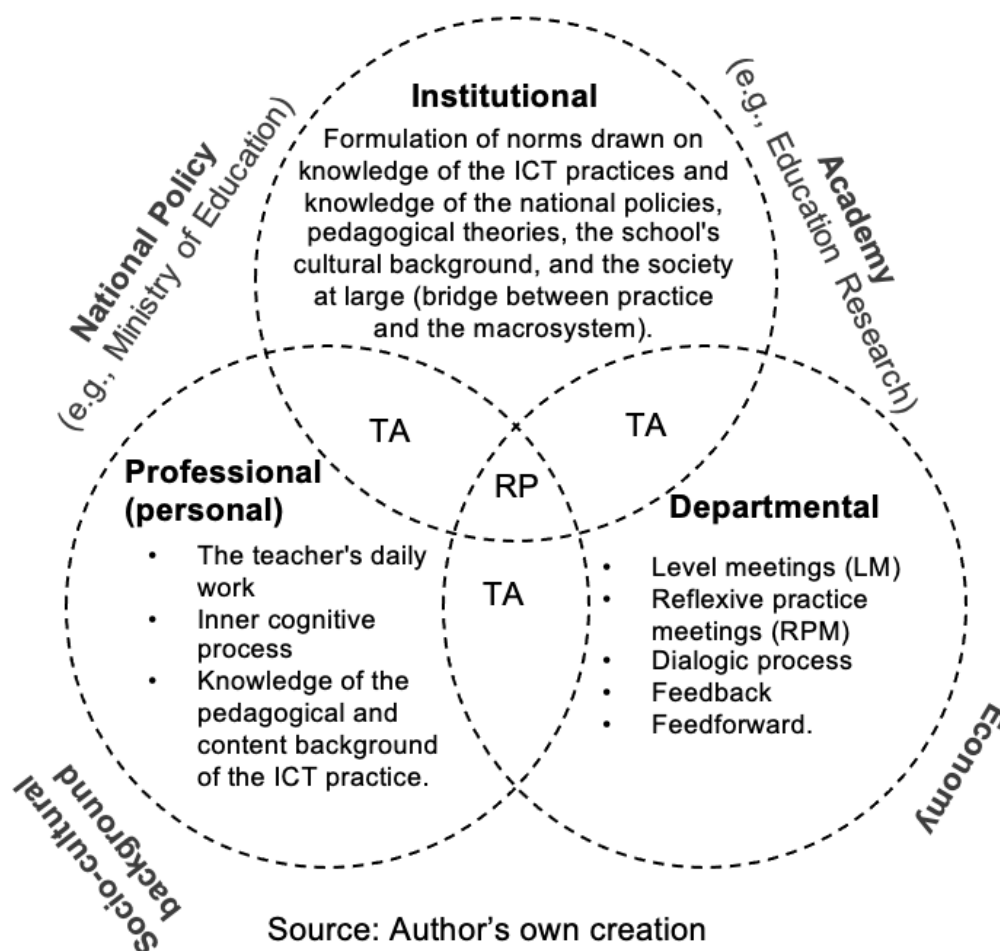 Institutional
Formulation of norms drawn on
knowledge of the ICT practices and
knowledge of the national policies,
pedagogical theories, the school's
cultural background, and the society
at large (bridge between practice
and the macrosystem).
National Policy
(e.g., Ministry of Education)
Academy
(e.g., Education Research)
TA
TA
RP
TA
Professional
(personal)
• The teacher's daily
work
• Inner cognitive
process
• Knowledge of the
pedagogical and
content background
of the ICT practice.
Departmental
• Level meetings (LM)
• Reflexive practice
meetings (RPM)
• Dialogic process
• Feedback
• Feedforward.
Socio-cultural
background
Economy
Source: Author’s own creation